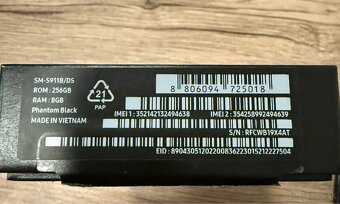 SM-S911B/DS
ROM : 256GB
RAM : 8GB
Phantom Black
MADE IN VIETNAM
21
PAP
8 806094 725018
IMEI 1 : 352142132494638
IMEI 2 : 354258992494639
S/N : RFCWB19X4AT
EID : 89043051202200836223015212227504